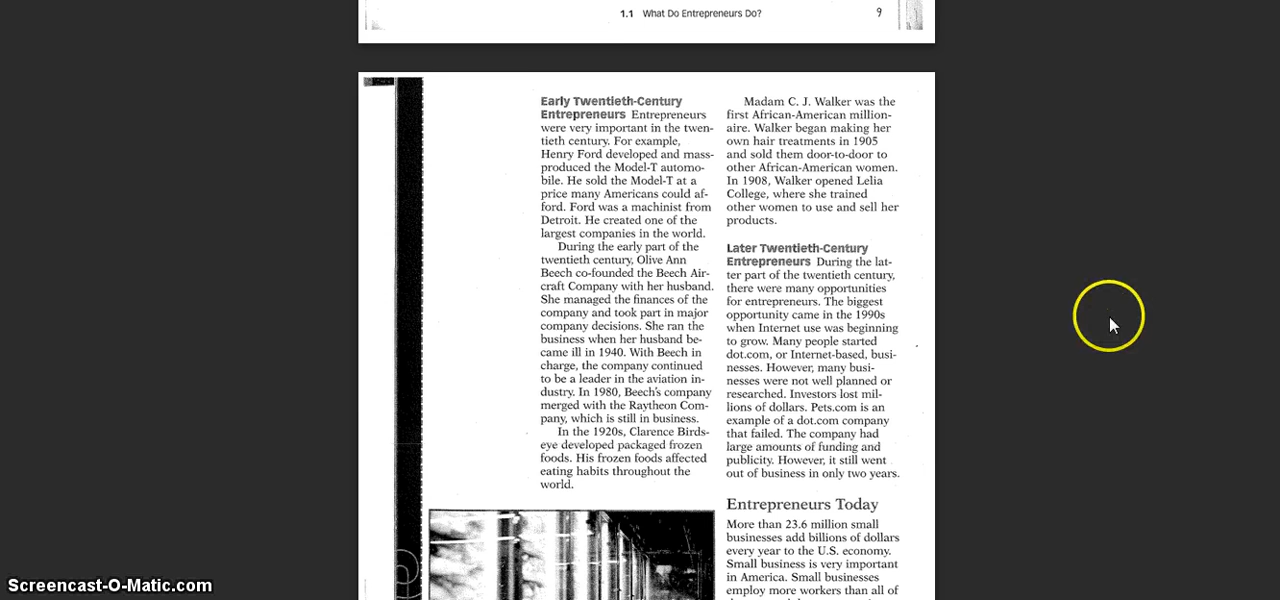 1.1 What Do Entrepreneurs Do?
9
Early Twentieth-Century
Entrepreneurs Entrepreneurs
were very important in the twen-
tieth century. For example,
Henry Ford developed and mass-
produced the Model-T automo-
bile. He sold the Model-T at a
price many Americans could af-
ford. Ford was a machinist from
Detroit. He created one of the
largest companies in the world.
During the early part of the
twentieth century, Olive Ann
Beech co-founded the Beech Air-
craft Company with her husband.
She managed the finances of the
company and took part in major
company decisions. She ran the
business when her husband be-
came ill in 1940. With Beech in
charge, the company continued
to be a leader in the aviation in-
dustry. In 1980, Beech's company
merged with the Raytheon Com-
pany, which is still in business.
In the 1920s, Clarence Birds-
eye developed packaged frozen
foods. His frozen foods affected
eating habits throughout the
world.
Madam C. J. Walker was the
first African-American million-
aire. Walker began making her
own hair treatments in 1905
and sold them door-to-door to
other African-American women.
In 1908, Walker opened Lelia
College, where she trained
other women to use and sell her
products.
Later Twentieth-Century
Entrepreneurs During the lat-
ter part of the twentieth century,
there were many opportunities
for entrepreneurs. The biggest
opportunity came in the 1990s
when Internet use was beginning
to grow. Many people started
dot.com, or Internet-based, busi-
nesses. However, many busi-
nesses were not well planned or
researched. Investors lost mil-
lions of dollars. Pets.com is an
example of a dot.com company
that failed. The company had
large amounts of funding and
publicity. However, it still went
out of business in only two years.
Entrepreneurs Today
More than 23.6 million small
businesses add billions of dollars
every year to the U.S. economy.
Small business is very important
in America. Small businesses
employ more workers than all of
Screencast-O-Matic.com